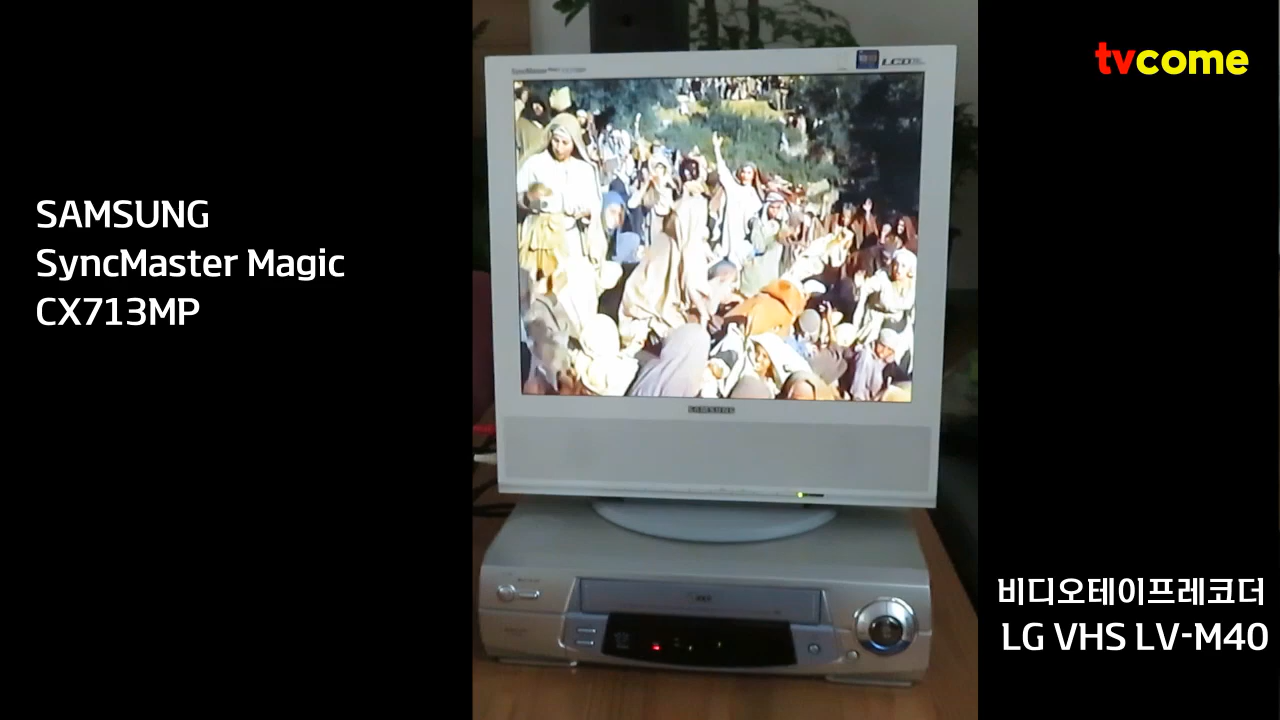 tvcome
SAMSUNG
SyncMaster Magic
CX713MP
LCD
SAMSUNG
비디오테이프레코더
LG VHS LV-M40